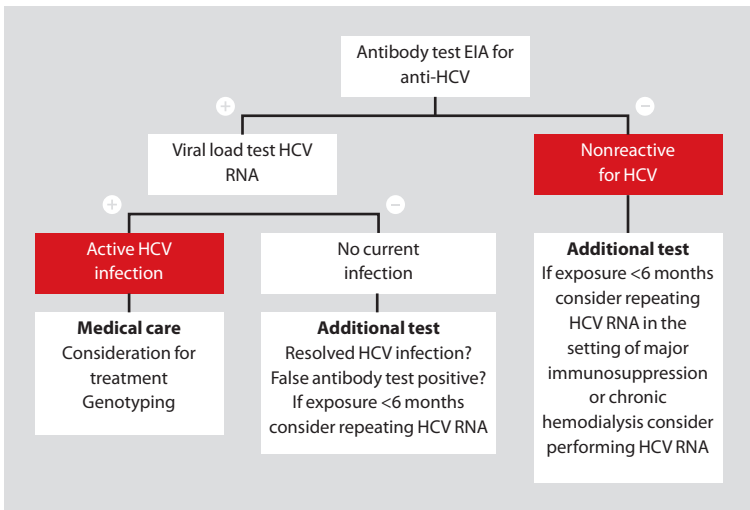 Antibody test EIA for
anti-HCV
+
−
Viral load test HCV
RNA
Nonreactive
for HCV
+
−
Active HCV
infection
No current
infection
Additional test
If exposure <6 months
consider repeating
HCV RNA in the
setting of major
immunosuppression
or chronic
hemodialysis consider
performing HCV RNA
Medical care
Consideration for
treatment
Genotyping
Additional test
Resolved HCV infection?
False antibody test positive?
If exposure <6 months
consider repeating HCV RNA